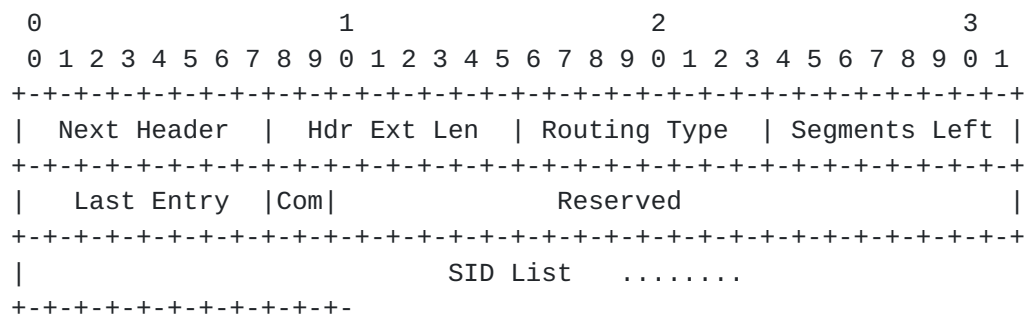 0                   1                   2                   3
 0 1 2 3 4 5 6 7 8 9 0 1 2 3 4 5 6 7 8 9 0 1 2 3 4 5 6 7 8 9 0 1
+-+-+-+-+-+-+-+-+-+-+-+-+-+-+-+-+-+-+-+-+-+-+-+-+-+-+-+-+-+-+-+-+
|  Next Header  |  Hdr Ext Len  | Routing Type  | Segments Left |
+-+-+-+-+-+-+-+-+-+-+-+-+-+-+-+-+-+-+-+-+-+-+-+-+-+-+-+-+-+-+-+-+
|   Last Entry  |Com|              Reserved                     |
+-+-+-+-+-+-+-+-+-+-+-+-+-+-+-+-+-+-+-+-+-+-+-+-+-+-+-+-+-+-+-+-+
|                           SID List   ........
+-+-+-+-+-+-+-+-+-+-+-